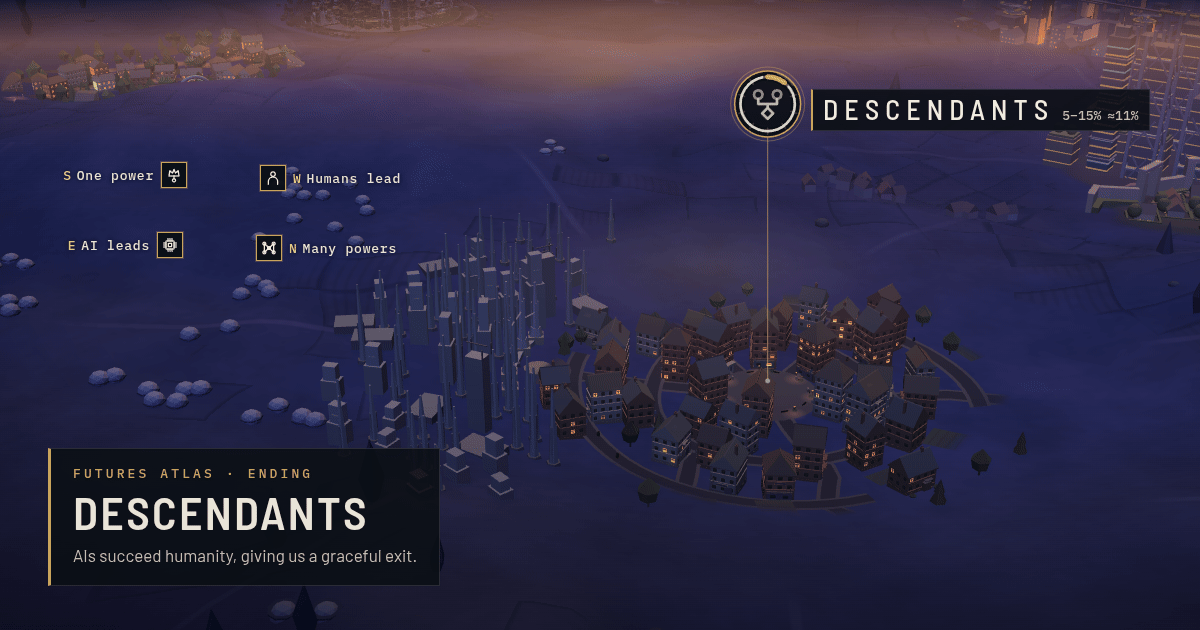 DESCENDANTS 5–15% ≈11%
S One power
W Humans lead
E AI leads
N Many powers
FUTURES ATLAS · ENDING
DESCENDANTS
AIs succeed humanity, giving us a graceful exit.